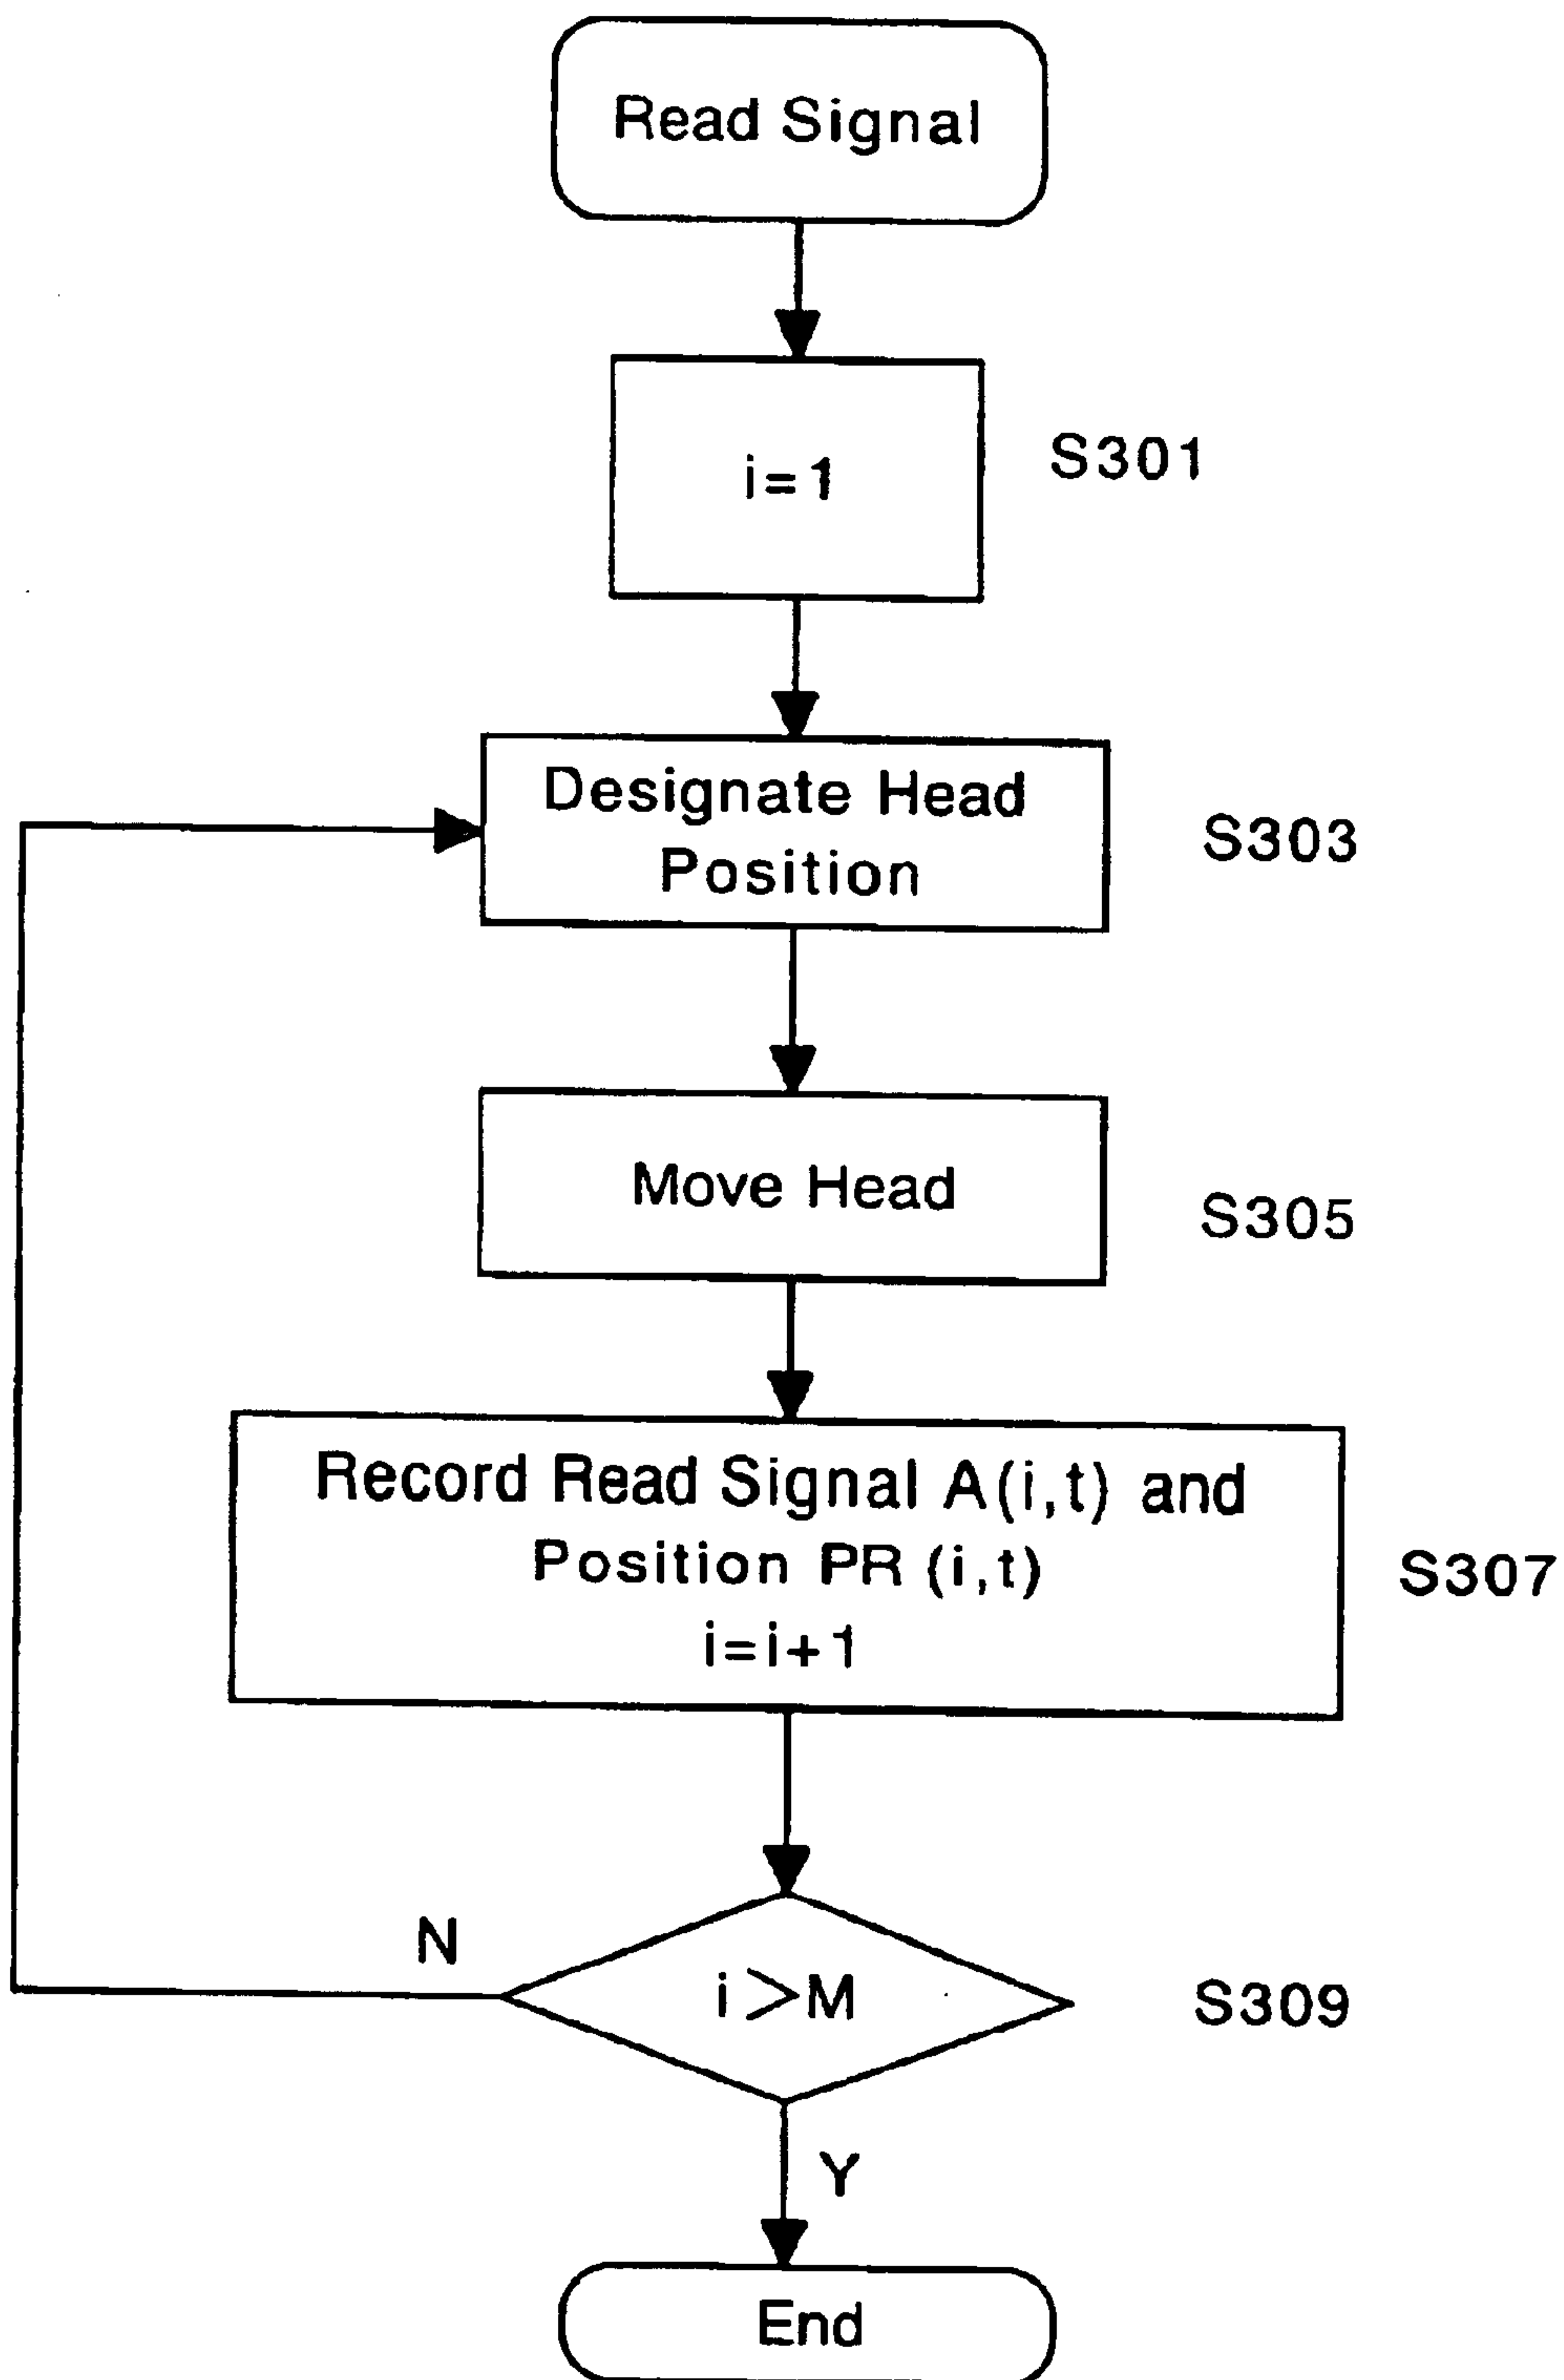 Read Signal
i=1
S301
Designate Head
Position
S303
Move Head
S305
Record Read Signal A(i,t) and
Position PR (i,t)
i=i+1
S307
N
i>M
S309
Y
End